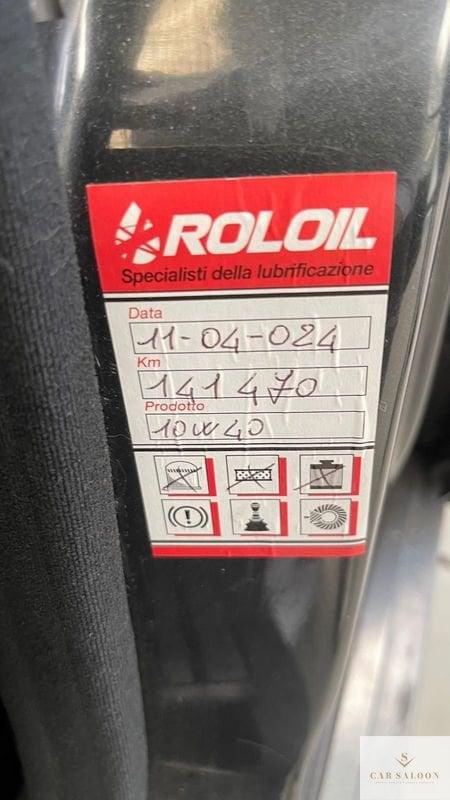 ROLOIL
Specialisti della lubrificazione
Data
11-04-024
Km
141470
Prodotto
10W40
S
CAR SALOON